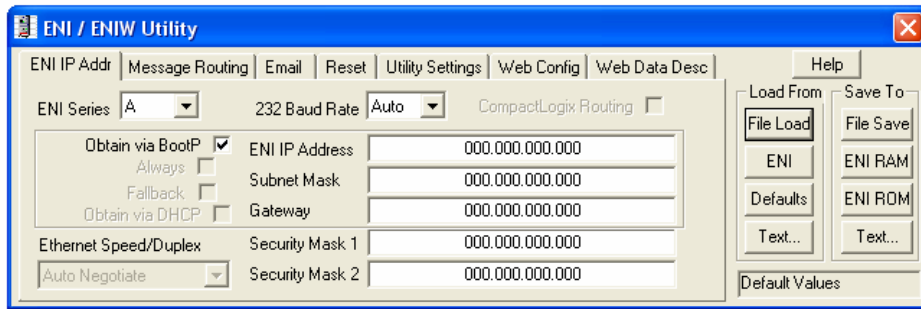 ENI / ENIW Utility
ENI IP Addr Message Routing Email Reset Utility Settings Web Config Web Data Desc Help
ENI Series A 232 Baud Rate Auto CompactLogix Routing Load From Save To
Obtain via BootP ENI IP Address 000.000.000.000 File Load File Save
Always
Fallback Subnet Mask 000.000.000.000 ENI ENI RAM
Obtain via DHCP Gateway 000.000.000.000 Defaults ENI ROM
Ethernet Speed/Duplex Security Mask 1 000.000.000.000 Text... Text...
Auto Negotiate Security Mask 2 000.000.000.000 Default Values